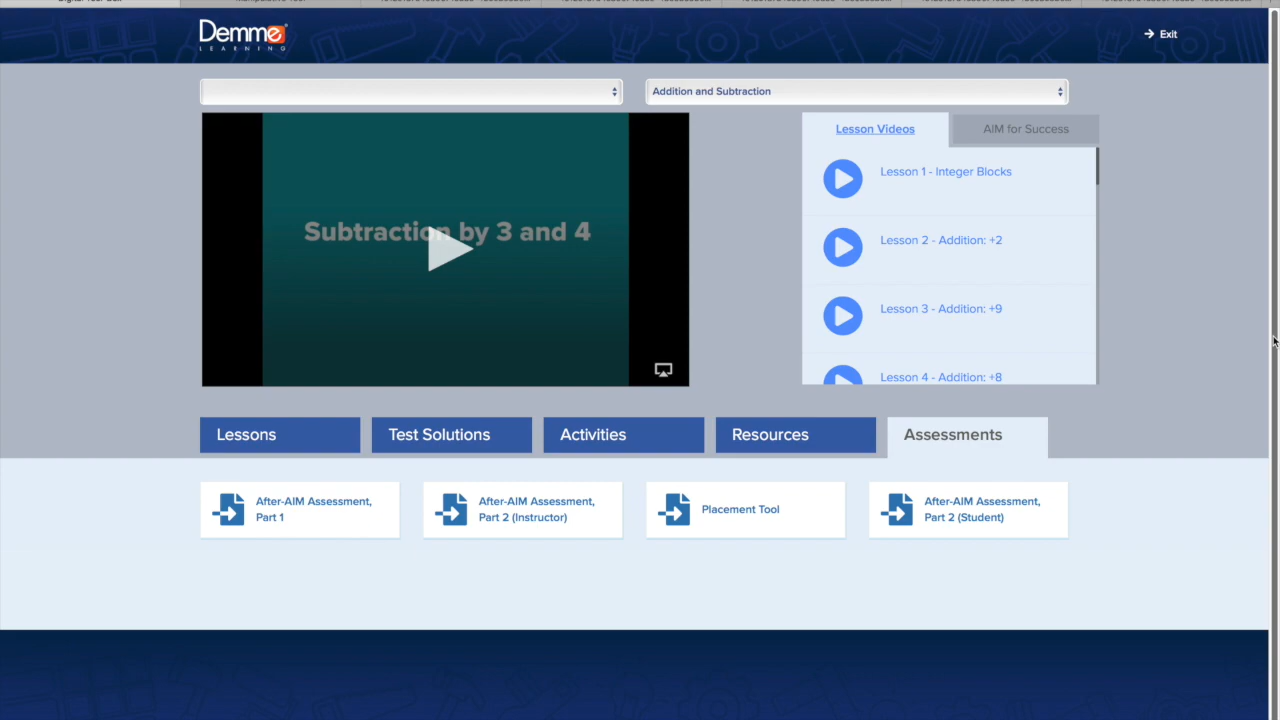 Demme
LEARNING
Exit
Addition and Subtraction
Subtraction by 3 and 4
Lesson Videos
AIM for Success
Lesson 1 - Integer Blocks
Lesson 2 - Addition: +2
Lesson 3 - Addition: +9
Lesson 4 - Addition: +8
Lessons
Test Solutions
Activities
Resources
Assessments
After-AIM Assessment,
Part 1
After-AIM Assessment,
Part 2 (Instructor)
Placement Tool
After-AIM Assessment,
Part 2 (Student)